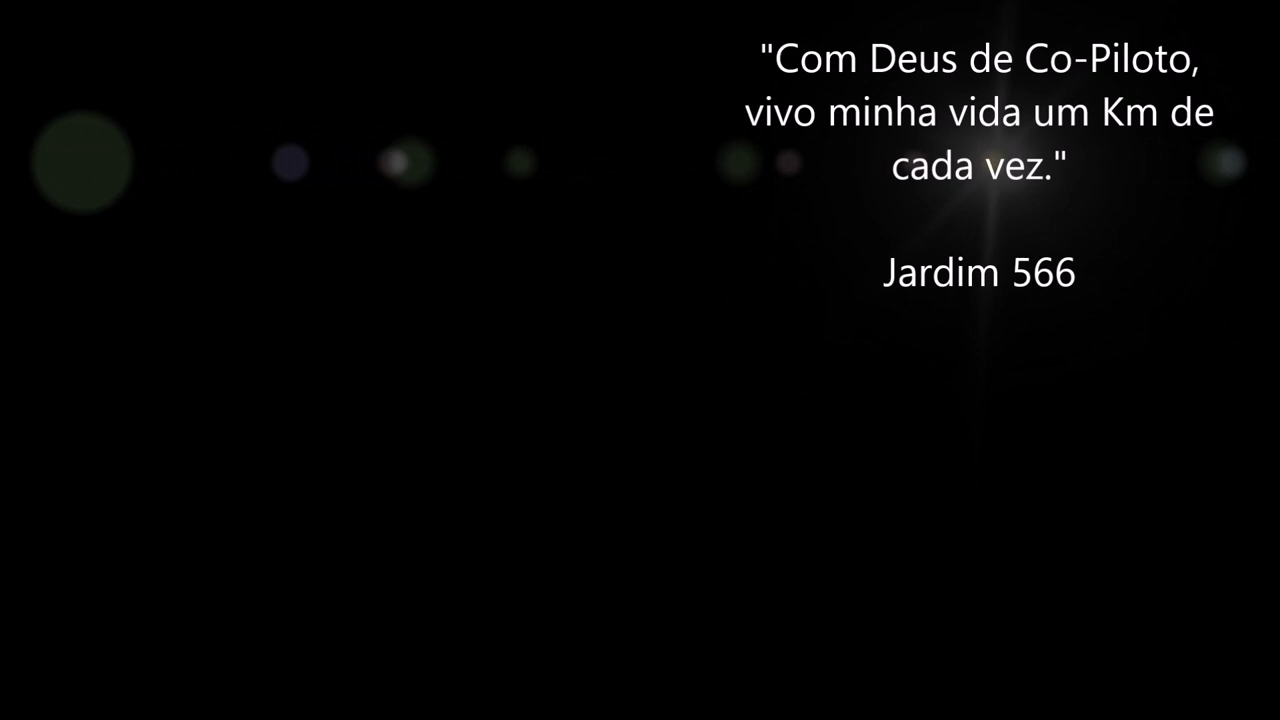 "Com Deus de Co-Piloto,
vivo minha vida um Km de
cada vez."
Jardim 566